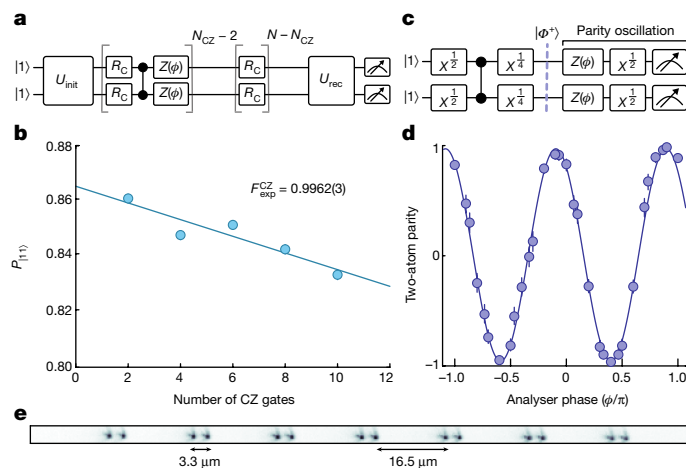 a
N_CZ – 2
N – N_CZ
|1⟩
U_init
R_C
Z(ϕ)
R_C
U_rec
|1⟩
R_C
Z(ϕ)
R_C
b
0.88
0.86
0.84
0.82
0.80
P_|11⟩
F_exp^CZ = 0.9962(3)
0 2 4 6 8 10 12
Number of CZ gates
c
|Φ⁺⟩
Parity oscillation
|1⟩ X^1/2 X^1/4 Z(ϕ) X^1/2
|1⟩ X^1/2 X^1/4 Z(ϕ) X^1/2
d
1
0
–1
Two-atom parity
–1.0 –0.5 0 0.5 1.0
Analyser phase (ϕ/π)
e
3.3 μm
16.5 μm